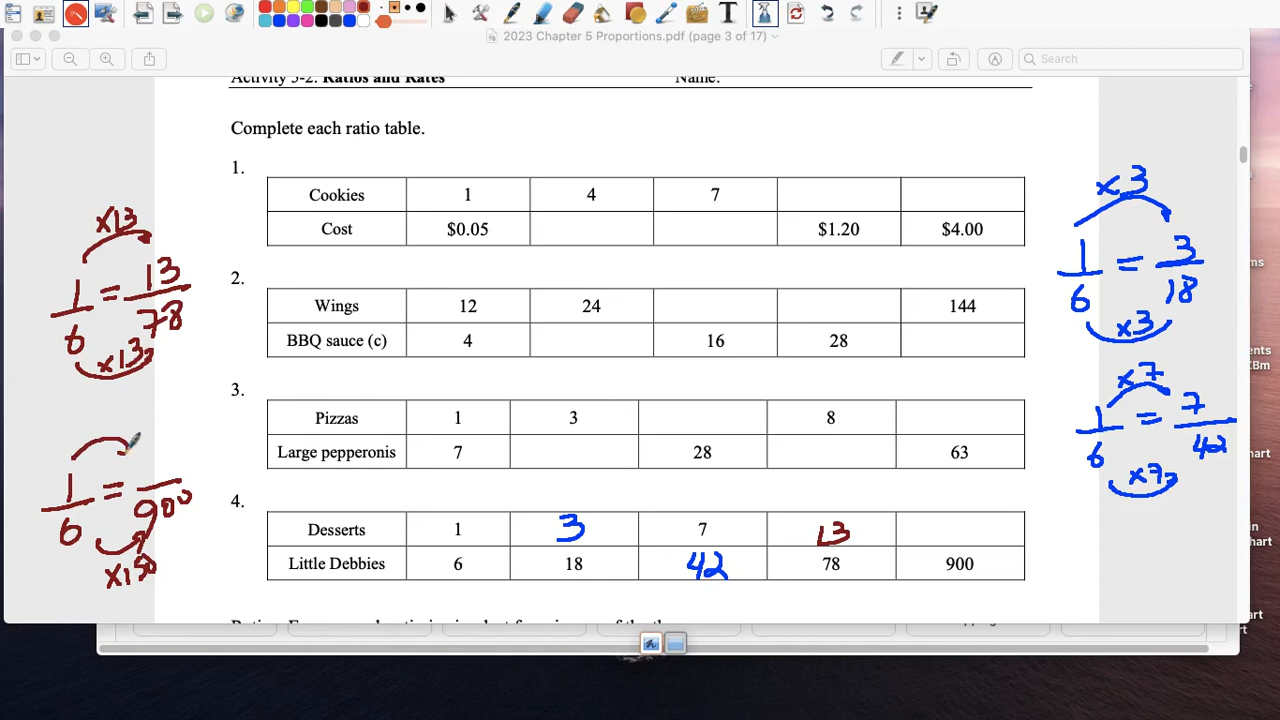 2023 Chapter 5 Proportions.pdf (page 3 of 17)
Search
Activity 5-2: Ratios and Rates Name:
Complete each ratio table.
1.
Cookies 1 4 7
Cost $0.05 $1.20 $4.00
2.
Wings 12 24 144
BBQ sauce (c) 4 16 28
3.
Pizzas 1 3 8
Large pepperonis 7 28 63
4.
Desserts 1 3 7 13
Little Debbies 6 18 42 78 900
x13
1 = 13
6 78
x13
1 =
6 900
x150
x3
1 = 3
6 18
x3
x7
1 = 7
6 42
x7